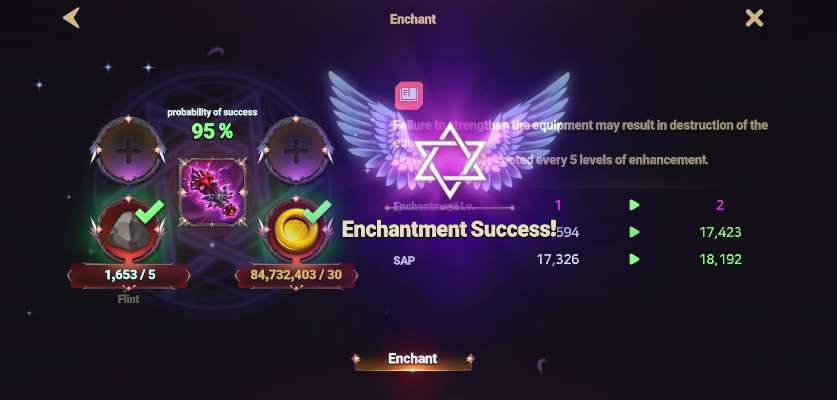 Enchant
probability of success
95 %
Failure to strengthen the equipment may result in destruction of the
every 5 levels of enhancement.
Enchantment Lv.
1
2
Enchantment Success!
594
17,423
SAP
17,326
18,192
1,653 / 5
84,732,403 / 30
Flint
Enchant